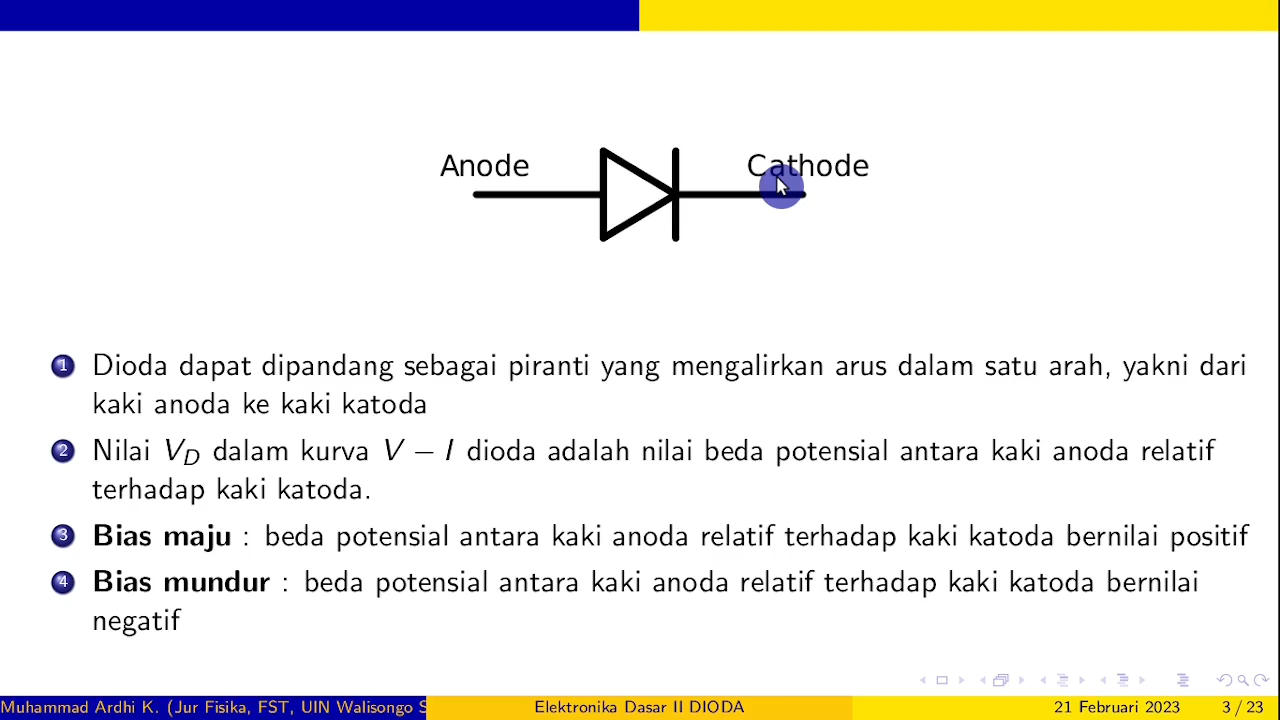 Anode Cathode
1 Dioda dapat dipandang sebagai piranti yang mengalirkan arus dalam satu arah, yakni dari
kaki anoda ke kaki katoda
2 Nilai V_D dalam kurva V − I dioda adalah nilai beda potensial antara kaki anoda relatif
terhadap kaki katoda.
3 Bias maju : beda potensial antara kaki anoda relatif terhadap kaki katoda bernilai positif
4 Bias mundur : beda potensial antara kaki anoda relatif terhadap kaki katoda bernilai
negatif
Muhammad Ardhi K. (Jur Fisika, FST, UIN Walisongo S Elektronika Dasar II DIODA 21 Februari 2023 3 / 23